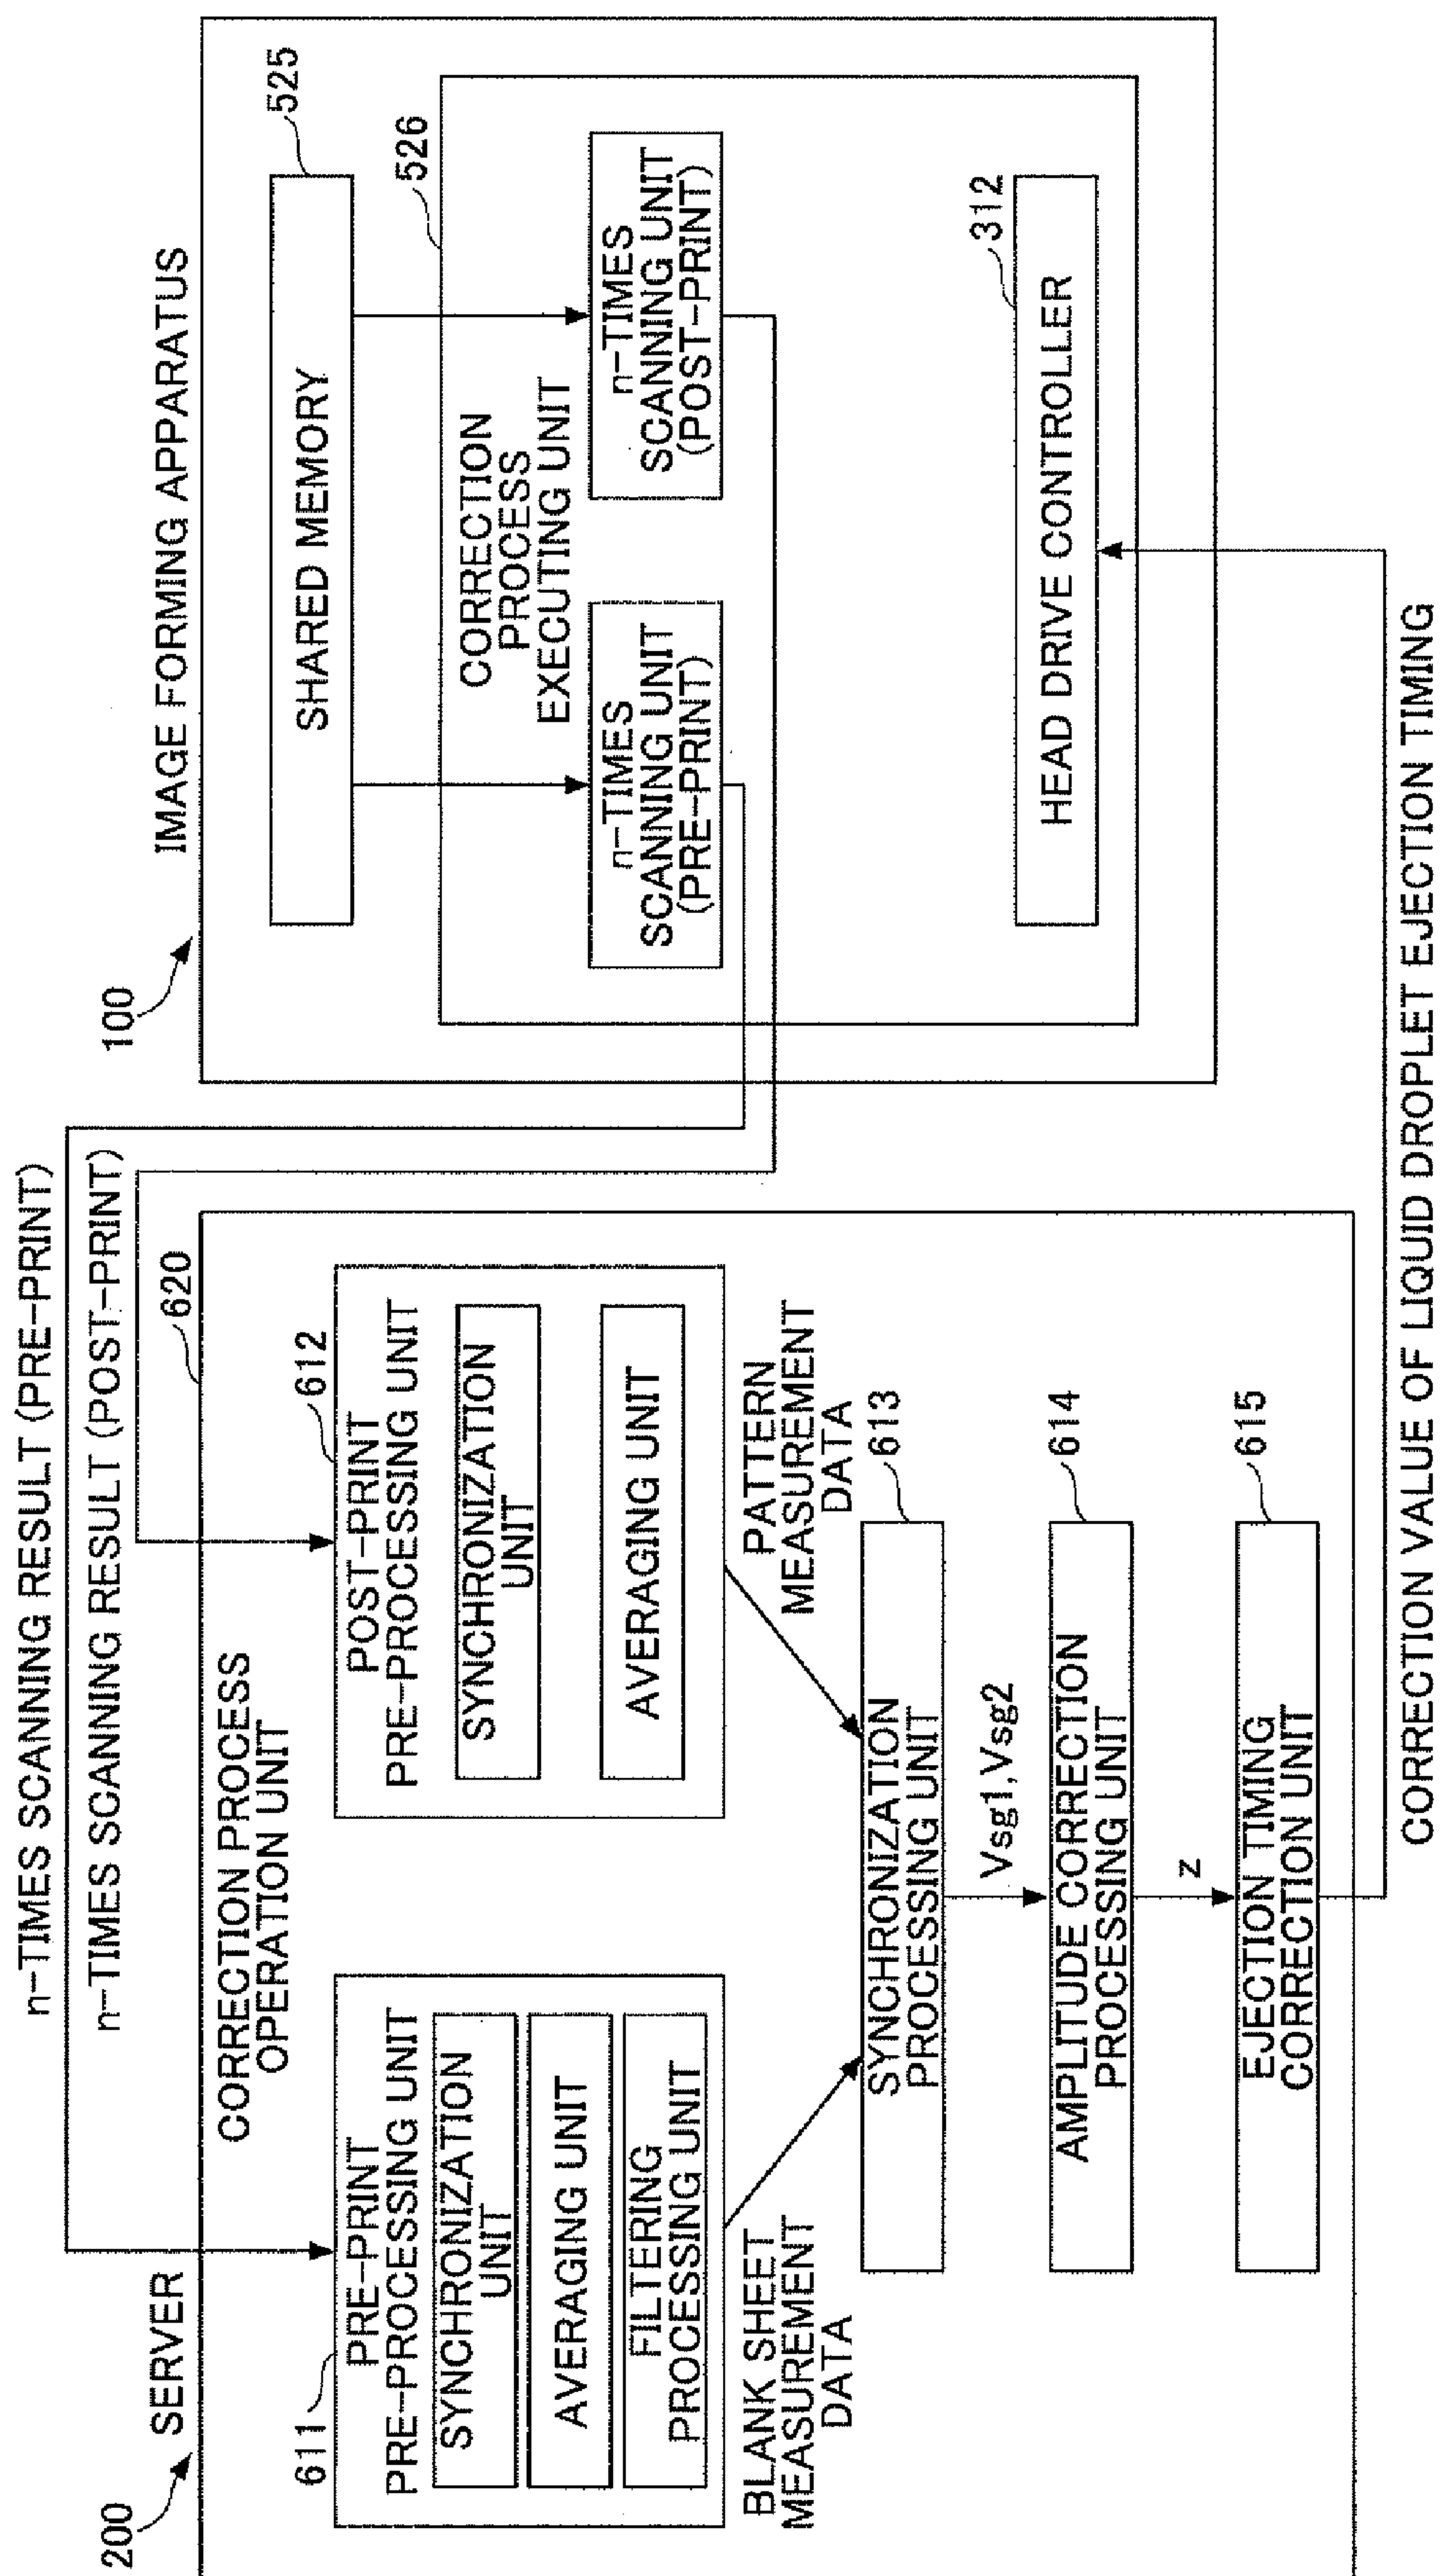 n-TIMES SCANNING RESULT (PRE-PRINT)
n-TIMES SCANNING RESULT (POST-PRINT)
200
SERVER
620
CORRECTION PROCESS
OPERATION UNIT
611
PRE-PRINT
PRE-PROCESSING UNIT
SYNCHRONIZATION
UNIT
AVERAGING UNIT
FILTERING
PROCESSING UNIT
612
POST-PRINT
PRE-PROCESSING UNIT
SYNCHRONIZATION
UNIT
AVERAGING UNIT
BLANK SHEET
MEASUREMENT
DATA
PATTERN
MEASUREMENT
DATA
SYNCHRONIZATION
PROCESSING UNIT
613
Vsg1,Vsg2
AMPLITUDE CORRECTION
PROCESSING UNIT
614
z
EJECTION TIMING
CORRECTION UNIT
615
100
IMAGE FORMING APPARATUS
525
SHARED MEMORY
526
CORRECTION
PROCESS
EXECUTING UNIT
n-TIMES
SCANNING UNIT
(PRE-PRINT)
n-TIMES
SCANNING UNIT
(POST-PRINT)
312
HEAD DRIVE CONTROLLER
CORRECTION VALUE OF LIQUID DROPLET EJECTION TIMING